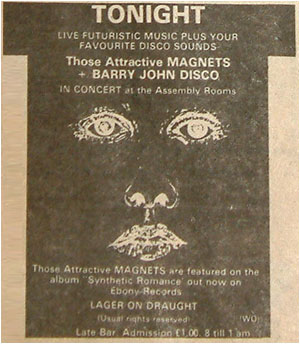 TONIGHT
LIVE FUTURISTIC MUSIC PLUS YOUR
FAVOURITE DISCO SOUNDS
Those Attractive MAGNETS
+ BARRY JOHN DISCO
IN CONCERT at the Assembly Rooms
Those Attractive MAGNETS are featured on the
album "Synthetic Romance" out now on
Ebony Records
LAGER ON DRAUGHT
(Usual rights reserved) (WO)
Late Bar. Admission £1.00. 8 till 1 am